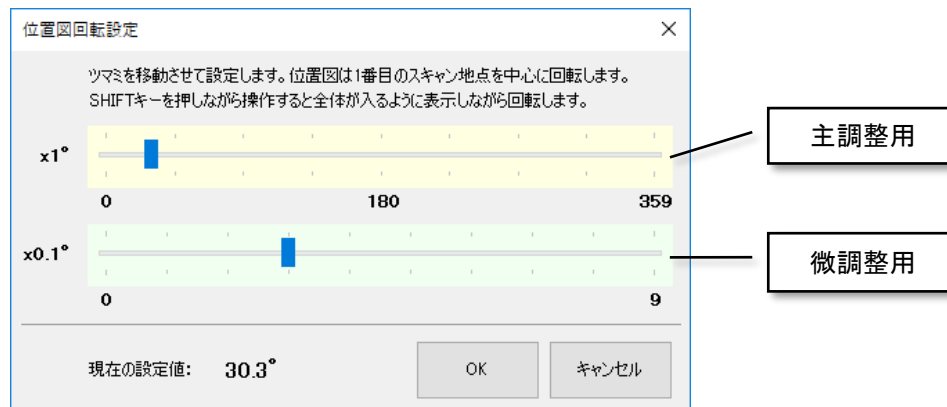 位置図回転設定
ツマミを移動させて設定します。位置図は1番目のスキャン地点を中心に回転します。
SHIFTキーを押しながら操作すると全体が入るように表示しながら回転します。
主調整用
x1°
0 180 359
x0.1°
微調整用
0 9
現在の設定値: 30.3° OK キャンセル